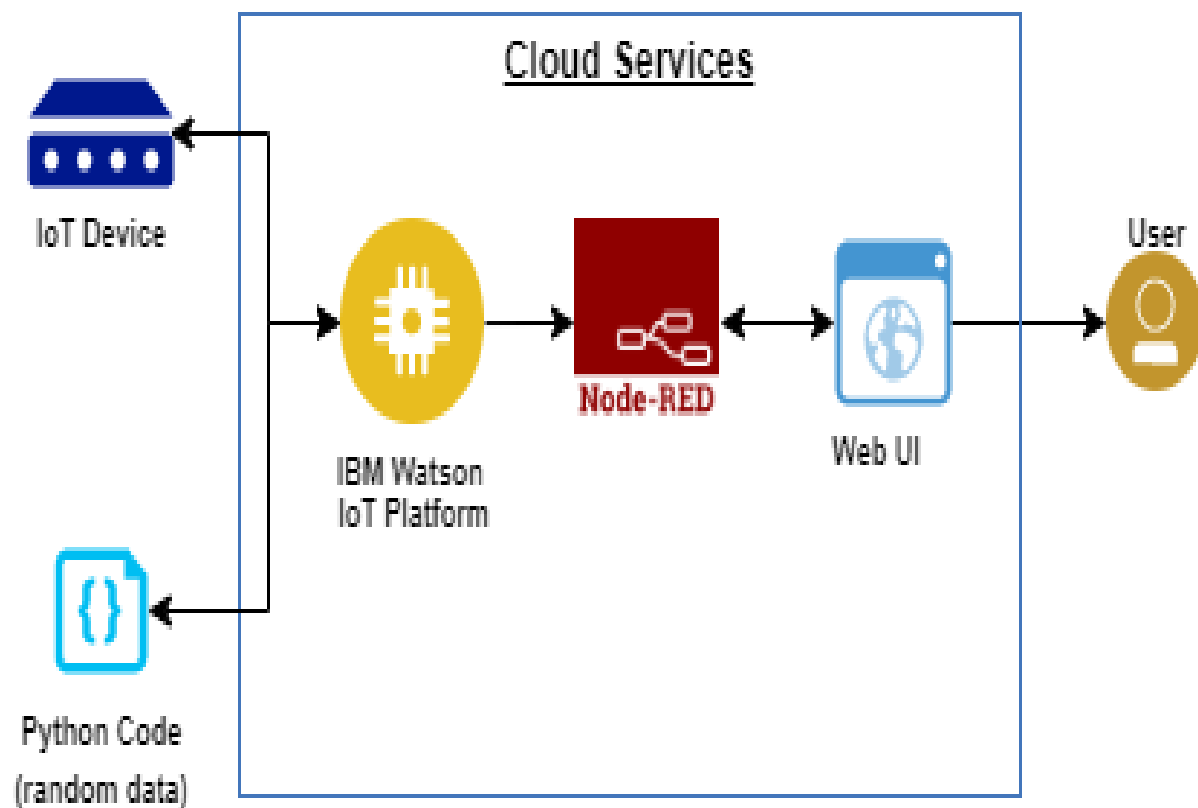 Cloud Services
IoT Device
User
Node-RED
Web UI
IBM Watson
IoT Platform
{}
Python Code
(random data)